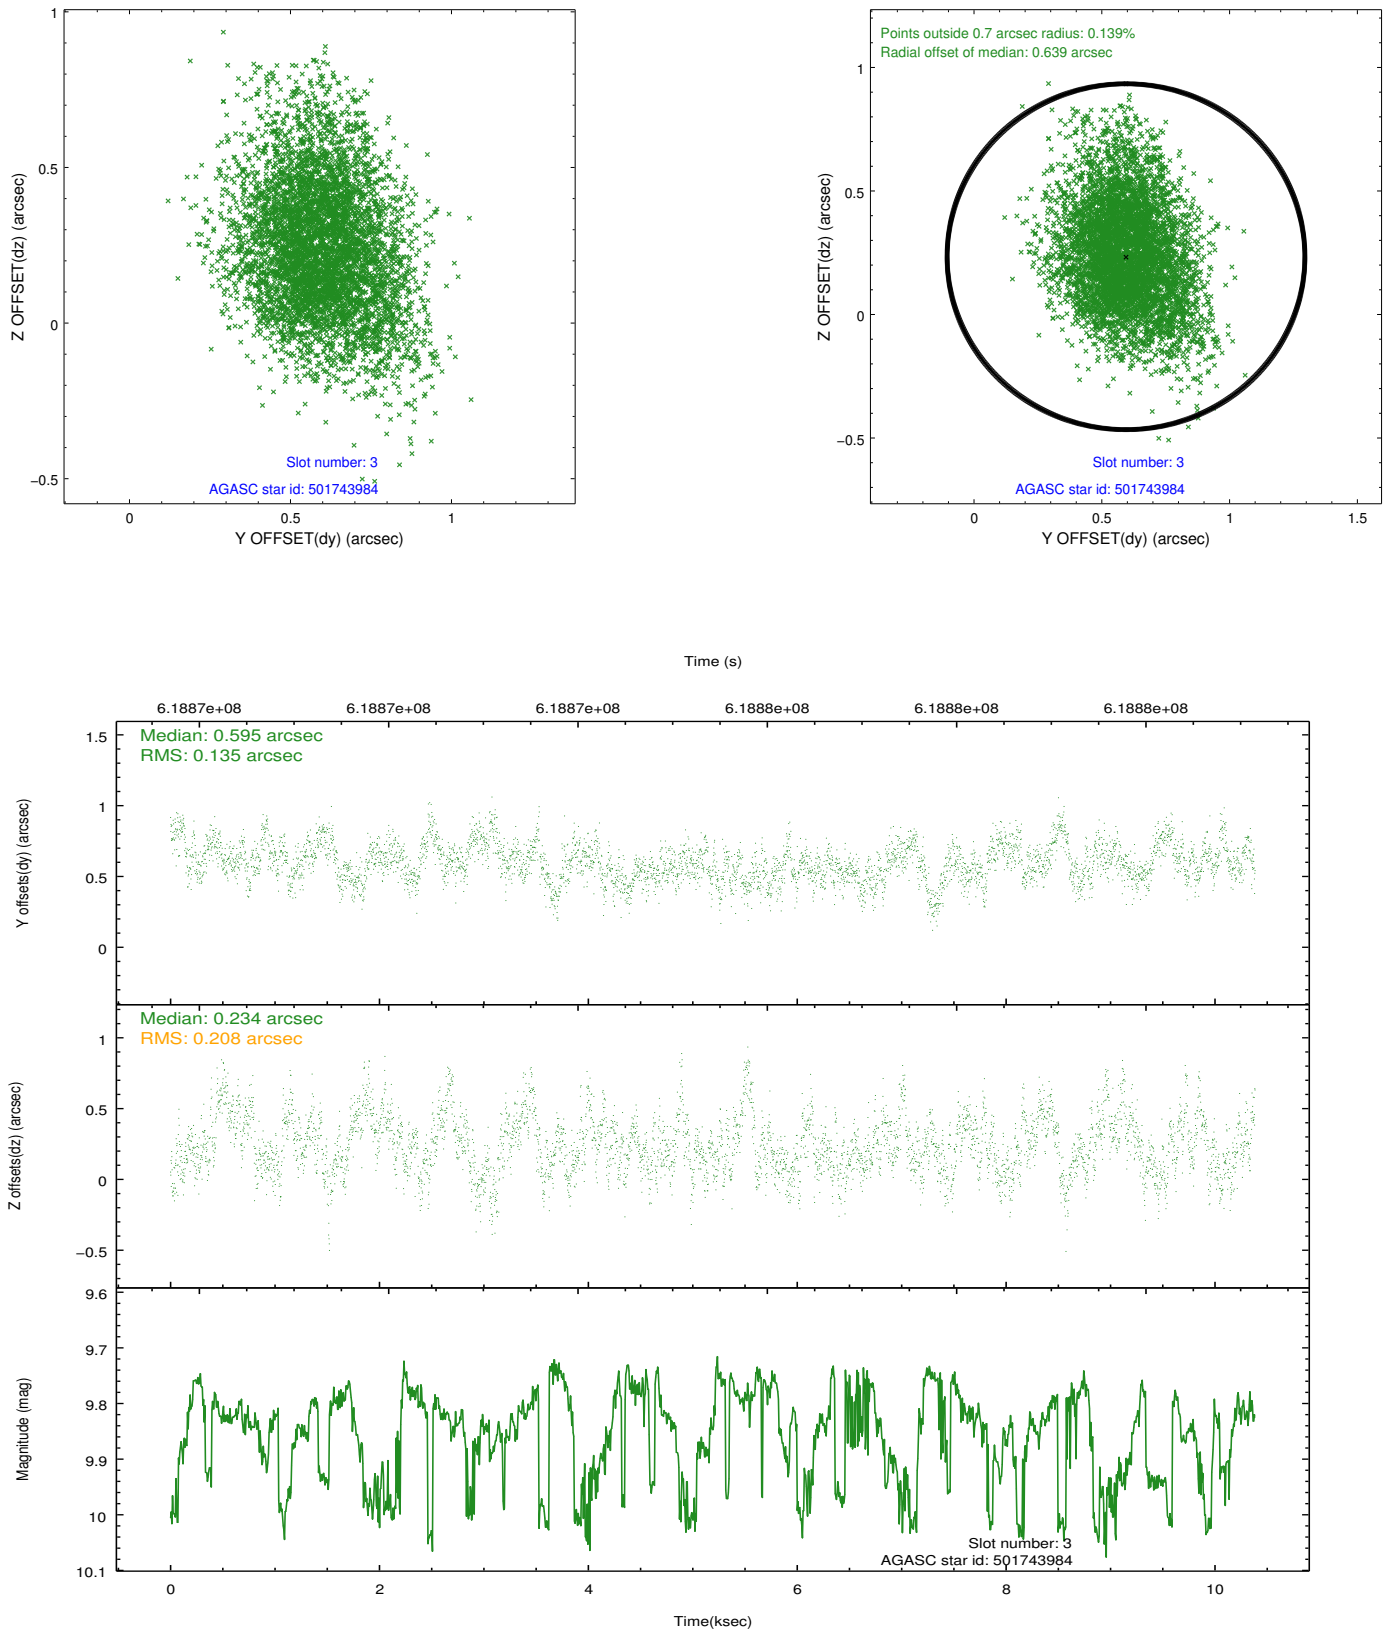 1
0.5
0
−0.5
Z OFFSET(dz) (arcsec)
0
0.5
1
Y OFFSET(dy) (arcsec)
Slot number: 3
AGASC star id: 501743984
Points outside 0.7 arcsec radius: 0.139%
Radial offset of median: 0.639 arcsec
1
0.5
0
−0.5
Z OFFSET(dz) (arcsec)
Slot number: 3
AGASC star id: 501743984
0
0.5
1
1.5
Y OFFSET(dy) (arcsec)
Time (s)
6.1887e+08 6.1887e+08 6.1887e+08 6.1888e+08 6.1888e+08 6.1888e+08
Median: 0.595 arcsec
RMS: 0.135 arcsec
1.5
1
0.5
0
Y offsets(dy) (arcsec)
Median: 0.234 arcsec
RMS: 0.208 arcsec
1
0.5
0
−0.5
Z offsets(dz) (arcsec)
9.6
9.7
9.8
9.9
10
10.1
Magnitude (mag)
Slot number: 3
AGASC star id: 501743984
0 2 4 6 8 10
Time(ksec)